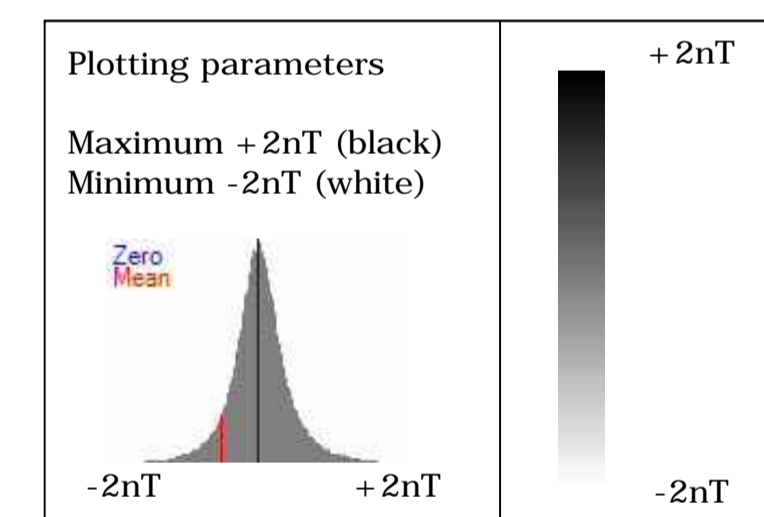 Plotting parameters
Maximum +2nT (black)
Minimum -2nT (white)
Zero
Mean
-2nT
+2nT
+2nT
-2nT